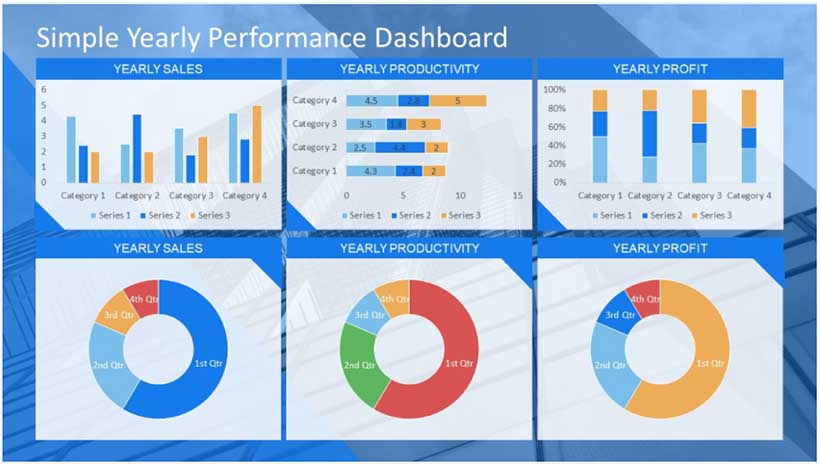 Simple Yearly Performance Dashboard
YEARLY SALES
6
5
4
3
2
1
0
Category 1 Category 2 Category 3 Category 4
Series 1 Series 2 Series 3
YEARLY PRODUCTIVITY
Category 4 4.5 2.8 5
Category 3 3.5 1.8 3
Category 2 2.5 4.4 2
Category 1 4.3 2.4 2
0 5 10 15
Series 1 Series 2 Series 3
YEARLY PROFIT
100%
80%
60%
40%
20%
0%
Category 1 Category 2 Category 3 Category 4
Series 1 Series 2 Series 3
YEARLY SALES
4th Qtr
3rd Qtr
2nd Qtr 1st Qtr
YEARLY PRODUCTIVITY
4th Qtr
3rd Qtr
2nd Qtr 1st Qtr
YEARLY PROFIT
4th Qtr
3rd Qtr
2nd Qtr 1st Qtr